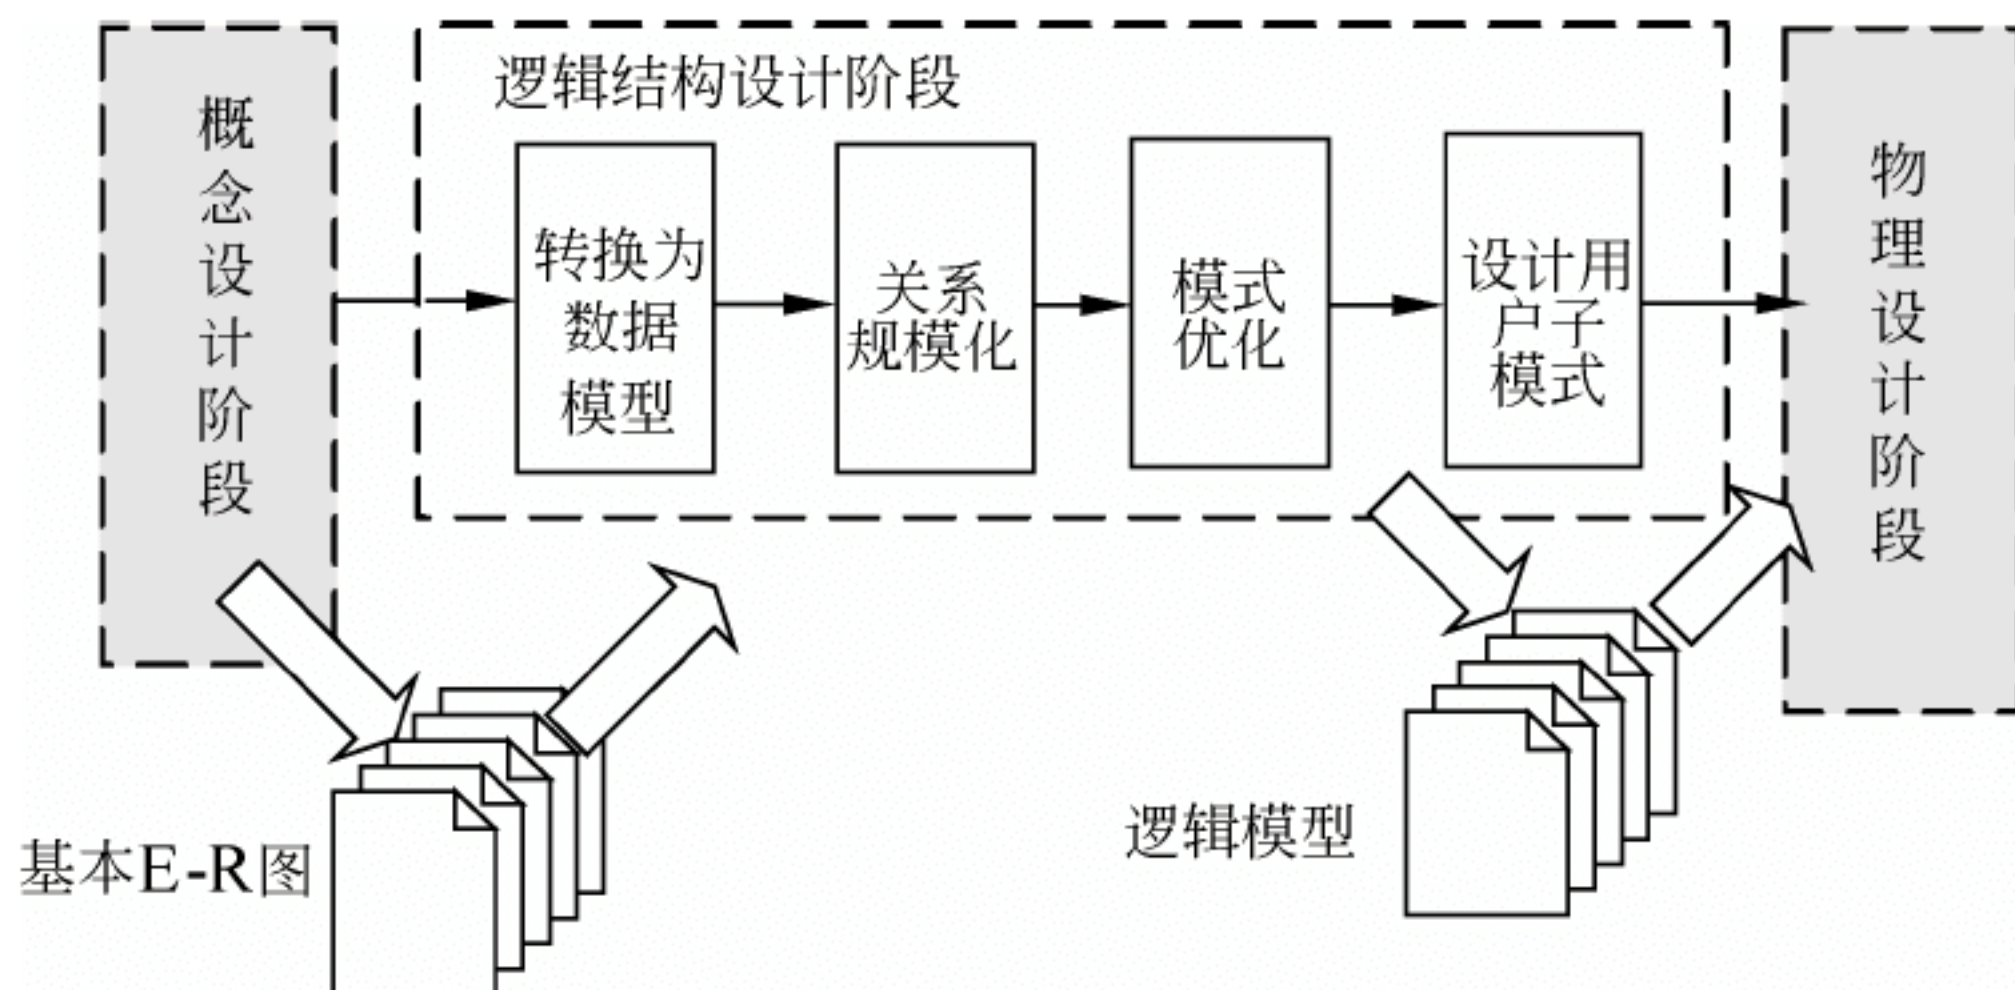 概念设计阶段
逻辑结构设计阶段
转换为
数据
模型
关系
规模化
模式
优化
设计用
户子
模式
物理设计阶段
基本E-R图
逻辑模型